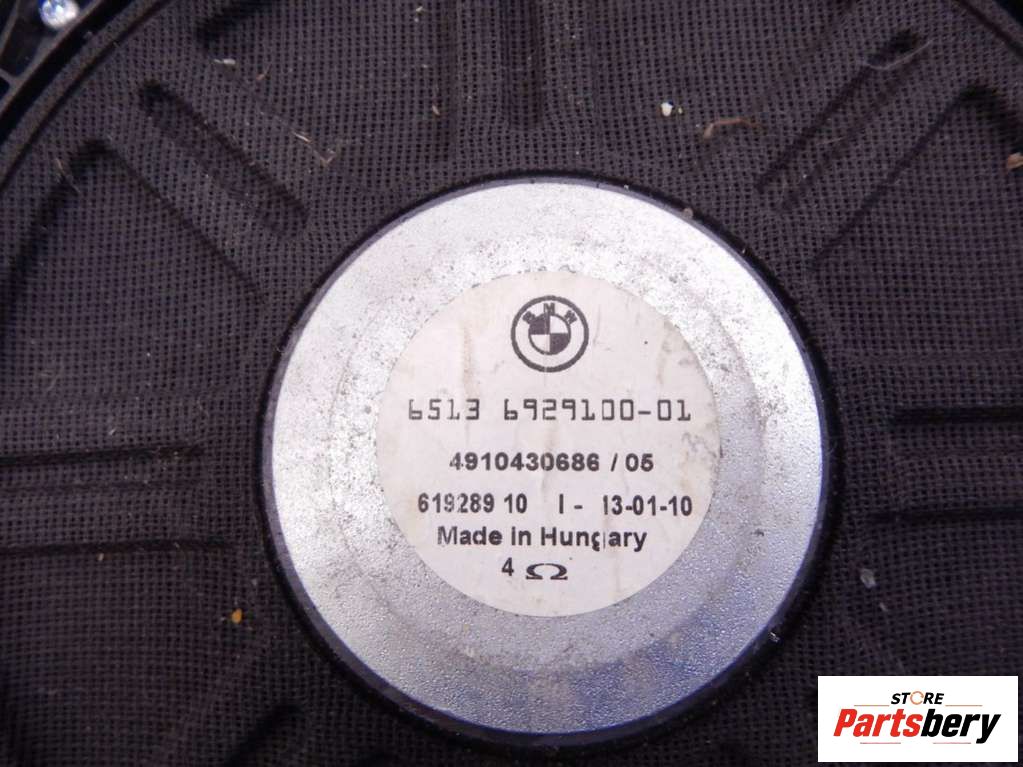 BMW
6513 6929100-01
4910430686 / 05
619289 10 I - 13-01-10
Made in Hungary
4 Ω
STORE
Partsbery